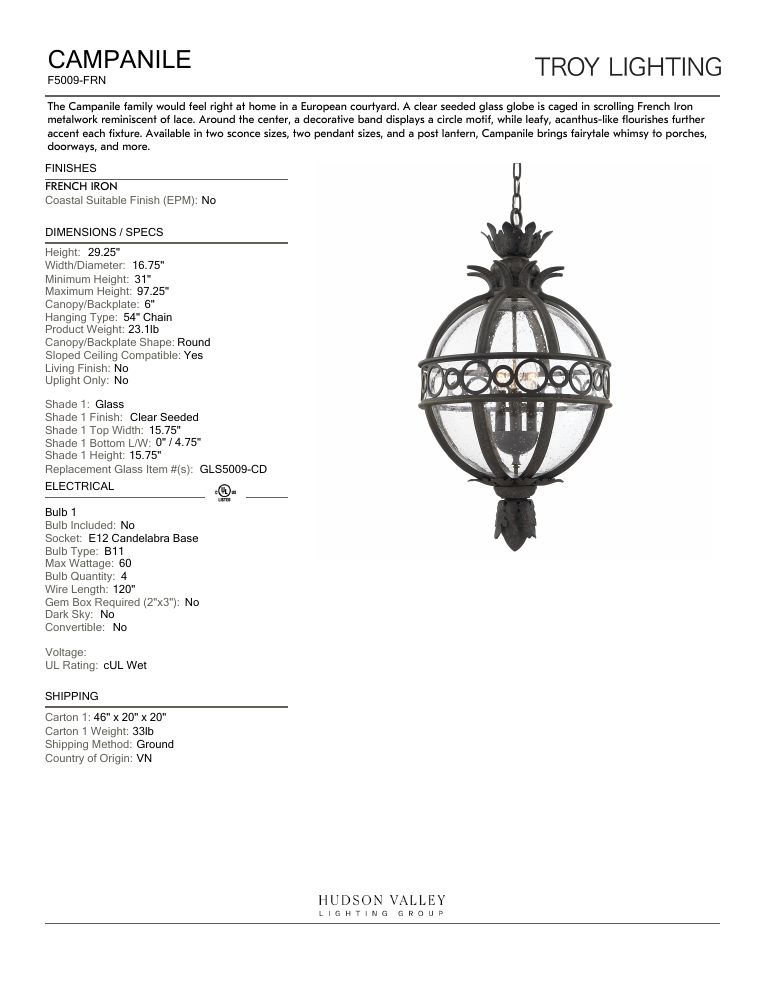 CAMPANILE
F5009-FRN
TROY LIGHTING
The Campanile family would feel right at home in a European courtyard. A clear seeded glass globe is caged in scrolling French Iron
metalwork reminiscent of lace. Around the center, a decorative band displays a circle motif, while leafy, acanthus-like flourishes further
accent each fixture. Available in two sconce sizes, two pendant sizes, and a post lantern, Campanile brings fairytale whimsy to porches,
doorways, and more.
FINISHES
FRENCH IRON
Coastal Suitable Finish (EPM): No
DIMENSIONS / SPECS
Height: 29.25"
Width/Diameter: 16.75"
Minimum Height: 31"
Maximum Height: 97.25"
Canopy/Backplate: 6"
Hanging Type: 54" Chain
Product Weight: 23.1lb
Canopy/Backplate Shape: Round
Sloped Ceiling Compatible: Yes
Living Finish: No
Uplight Only: No
Shade 1: Glass
Shade 1 Finish: Clear Seeded
Shade 1 Top Width: 15.75"
Shade 1 Bottom L/W: 0" / 4.75"
Shade 1 Height: 15.75"
Replacement Glass Item #(s): GLS5009-CD
ELECTRICAL
c UL us
LISTED
Bulb 1
Bulb Included: No
Socket: E12 Candelabra Base
Bulb Type: B11
Max Wattage: 60
Bulb Quantity: 4
Wire Length: 120"
Gem Box Required (2"x3"): No
Dark Sky: No
Convertible: No
Voltage:
UL Rating: cUL Wet
SHIPPING
Carton 1: 46" x 20" x 20"
Carton 1 Weight: 33lb
Shipping Method: Ground
Country of Origin: VN
HUDSON VALLEY
LIGHTING GROUP